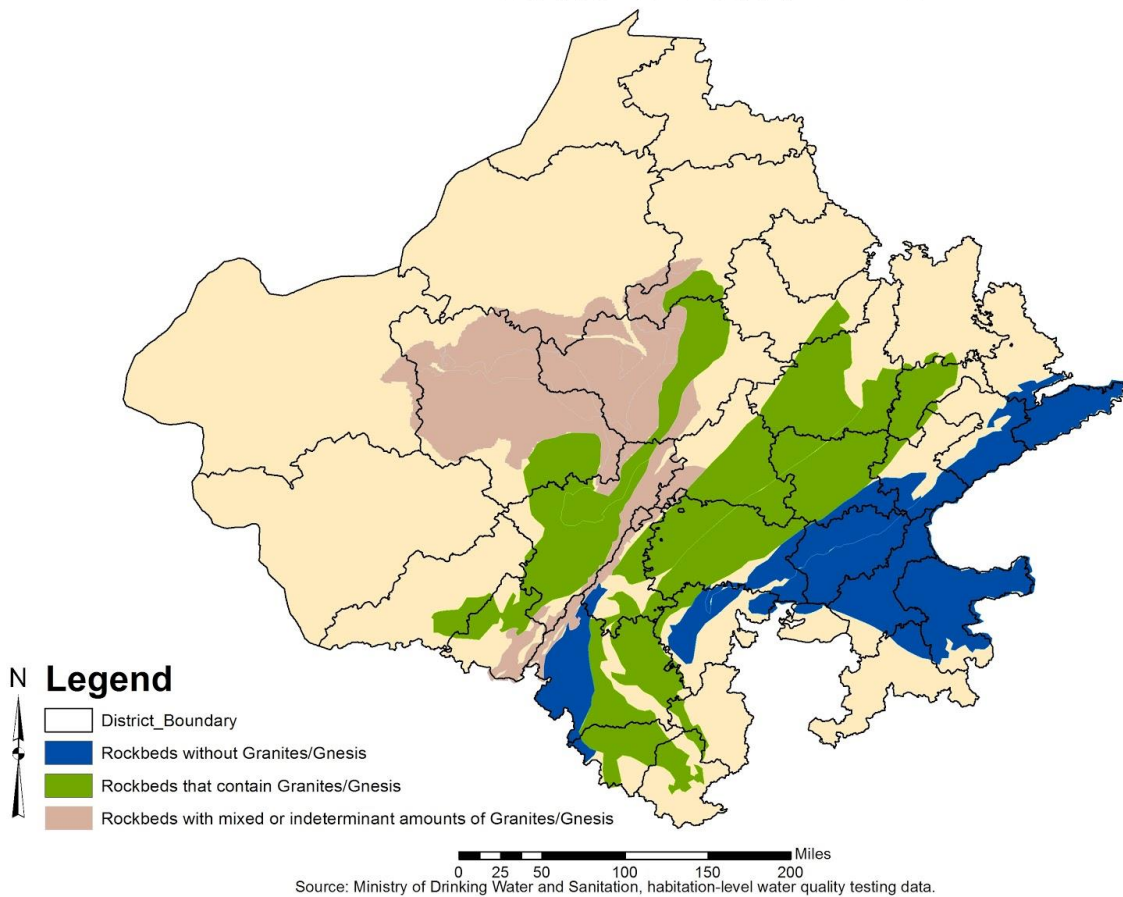 N
Legend
District_Boundary
Rockbeds without Granites/Gnesis
Rockbeds that contain Granites/Gnesis
Rockbeds with mixed or indeterminant amounts of Granites/Gnesis
Miles
0 25 50 100 150 200
Source: Ministry of Drinking Water and Sanitation, habitation-level water quality testing data.